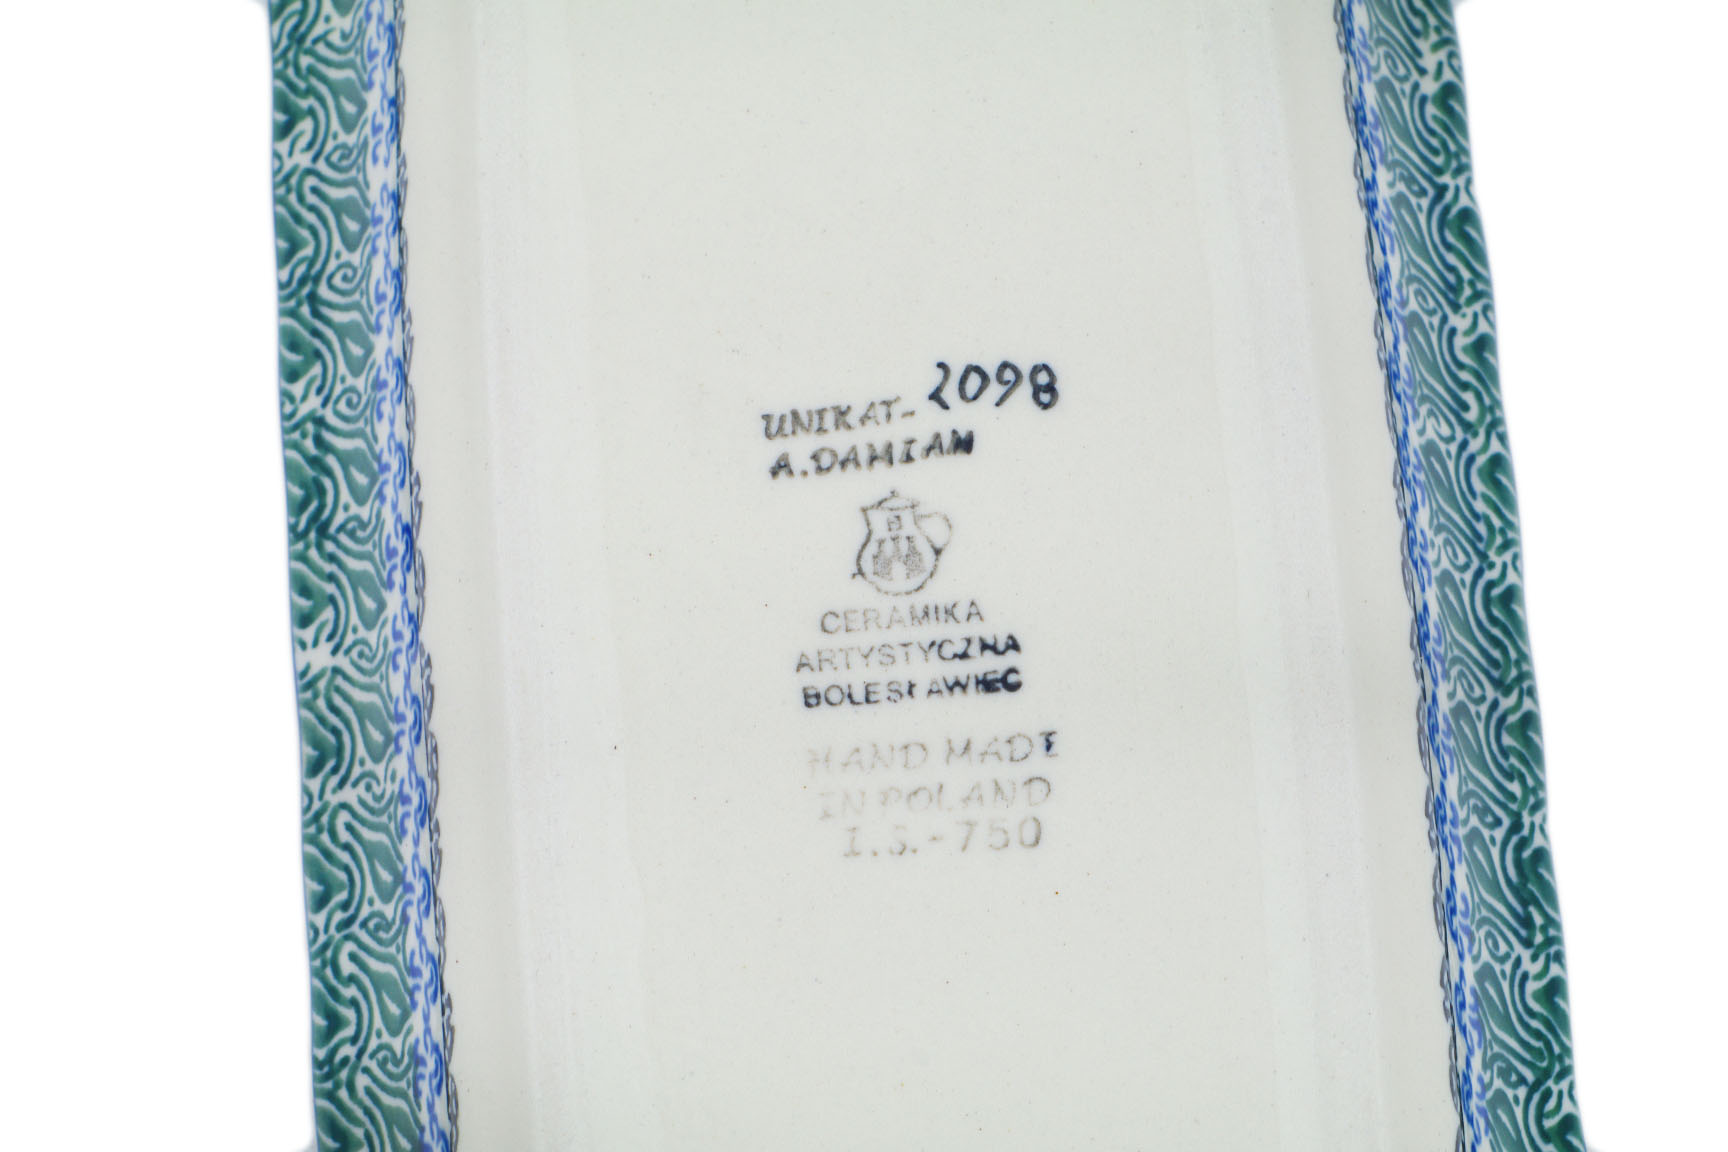 UNIKAT-2098
A.DAMIAN
B
CERAMIKA
ARTYSTYCZNA
BOLESŁAWIEC
HAND MADE
IN POLAND
I.S.-750